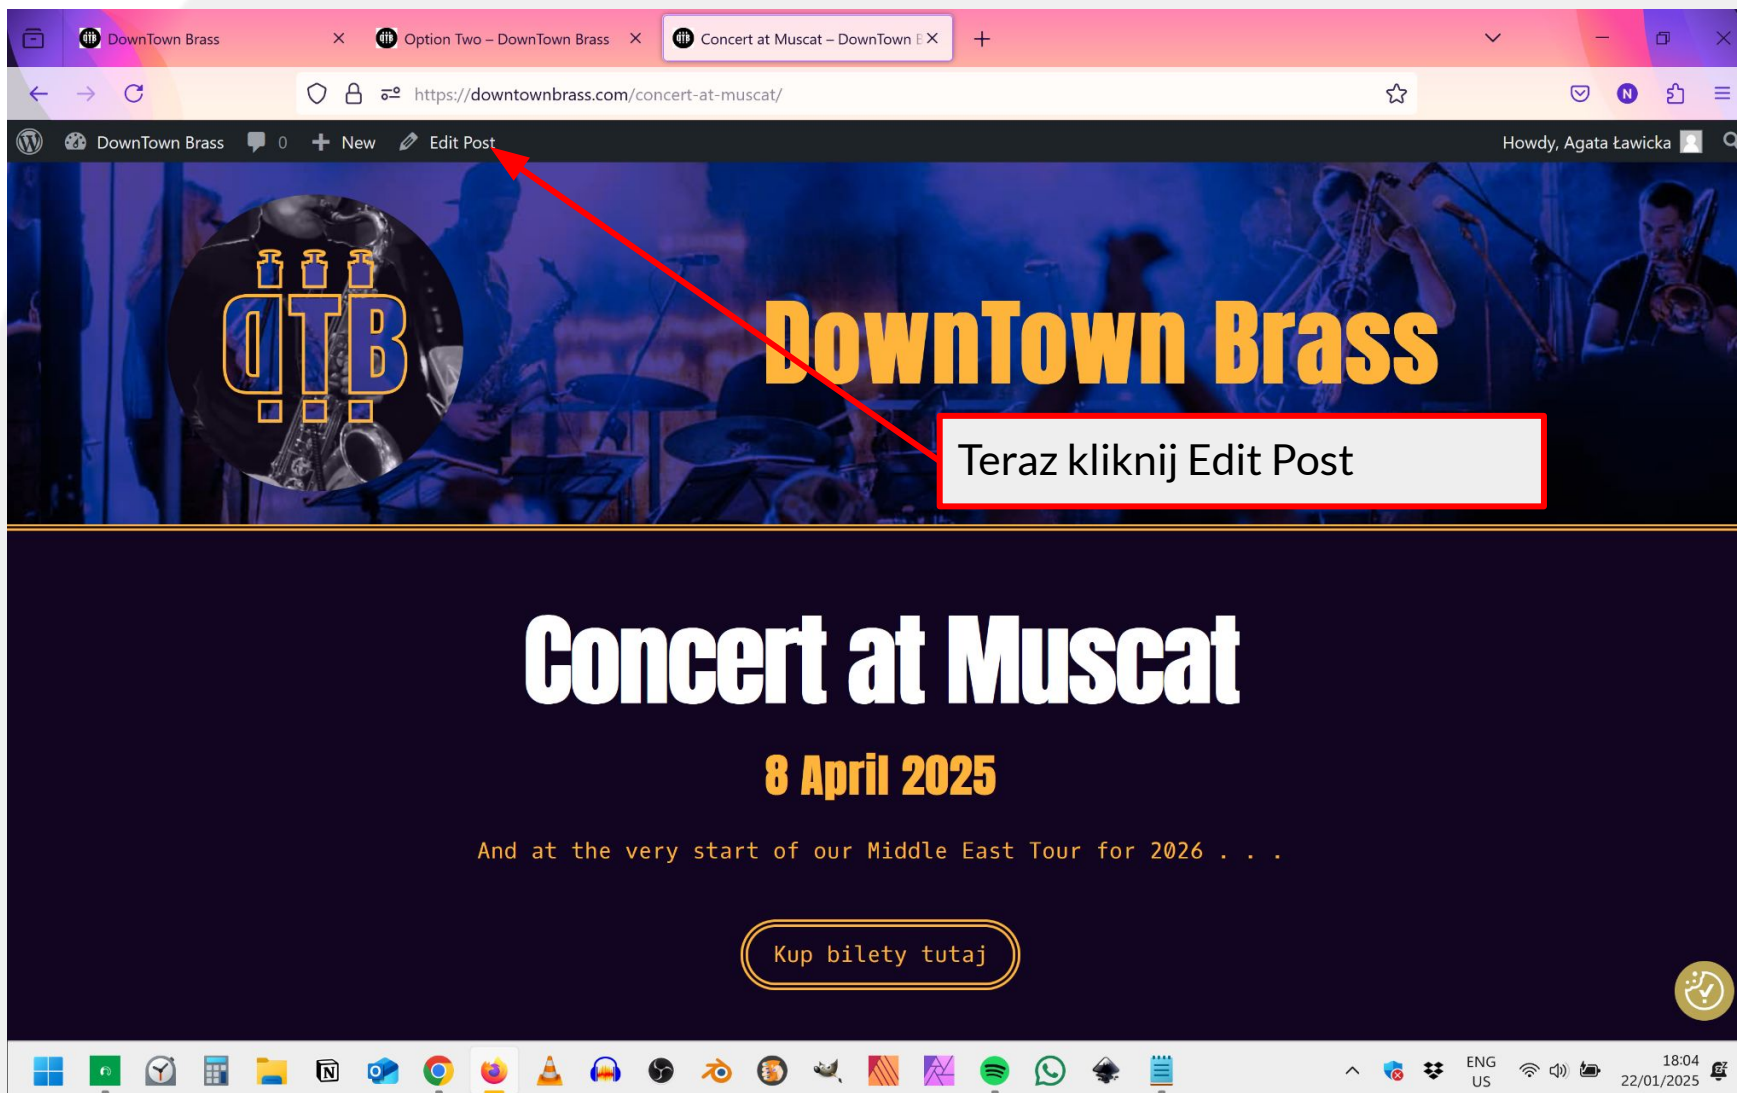 DownTown Brass
Option Two – DownTown Brass
Concert at Muscat – DownTown B
https://downtownbrass.com/concert-at-muscat/
N
DownTown Brass 0 New Edit Post
Howdy, Agata Ławicka
DTB
DownTown Brass
Teraz kliknij Edit Post
Concert at Muscat
8 April 2025
And at the very start of our Middle East Tour for 2026 . . .
Kup bilety tutaj
ENG
US
18:04
22/01/2025